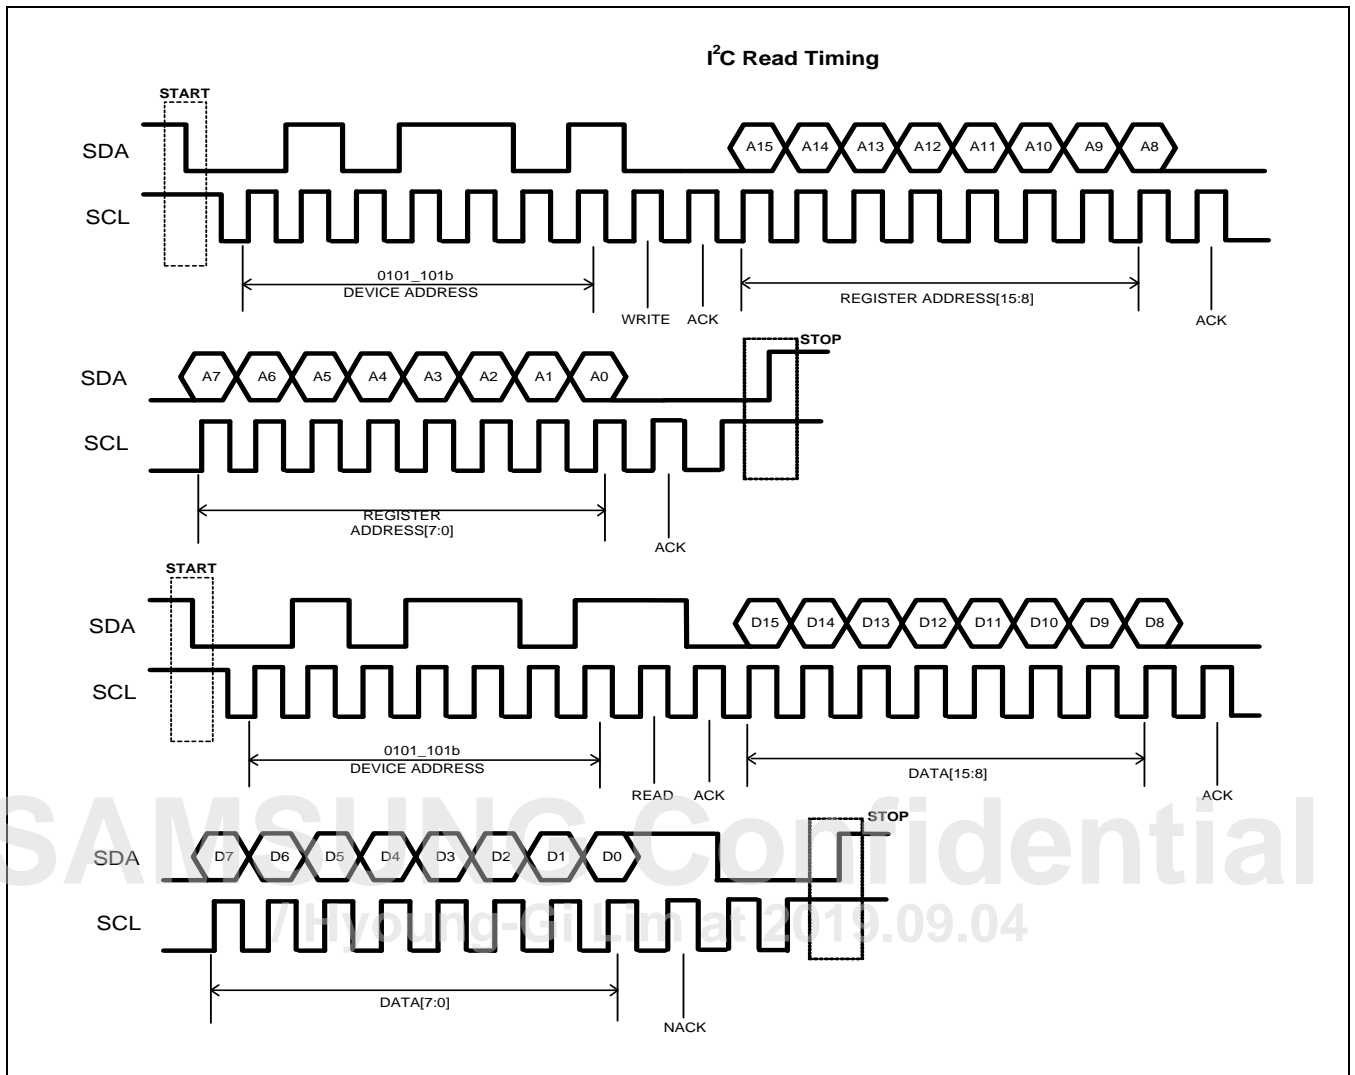 I²C Read Timing
START
SDA
A15 A14 A13 A12 A11 A10 A9 A8
SCL
0101_101b
DEVICE ADDRESS
REGISTER ADDRESS[15:8]
WRITE ACK
ACK
STOP
SDA
A7 A6 A5 A4 A3 A2 A1 A0
SCL
REGISTER
ADDRESS[7:0]
ACK
START
SDA
D15 D14 D13 D12 D11 D10 D9 D8
SCL
0101_101b
DEVICE ADDRESS
DATA[15:8]
READ ACK
ACK
SAMSUNG Confidential
STOP
SDA
D7 D6 D5 D4 D3 D2 D1 D0
SCL
/ Hyoung-Gi Lim at 2019.09.04
DATA[7:0]
NACK